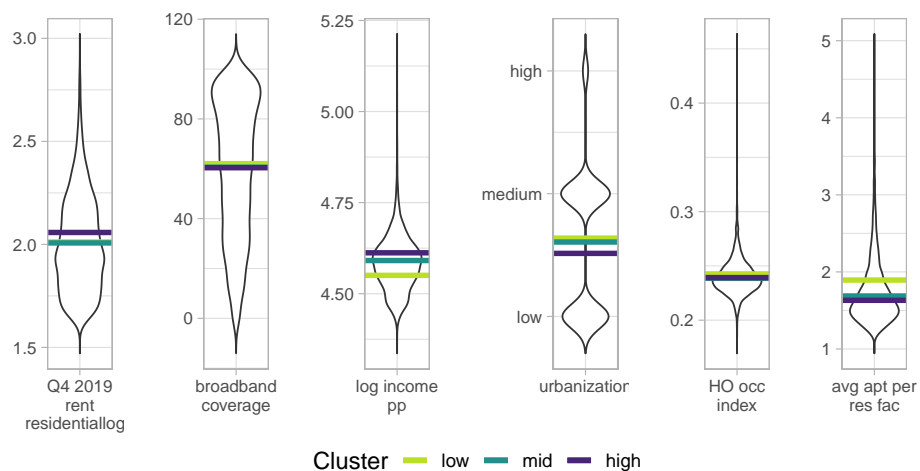 3.0
2.5
2.0
1.5
Q4 2019
rent
residentiallog
120
80
40
0
broadband
coverage
5.25
5.00
4.75
4.50
log income
pp
high
medium
low
urbanization
0.4
0.3
0.2
HO occ
index
5
4
3
2
1
avg apt per
res fac
Cluster low mid high